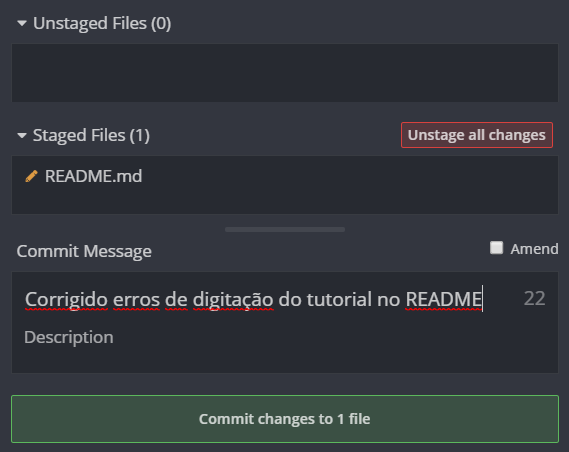 Unstaged Files (0)
Staged Files (1) Unstage all changes
README.md
Commit Message Amend
Corrigido erros de digitação do tutorial no README 22
Description
Commit changes to 1 file